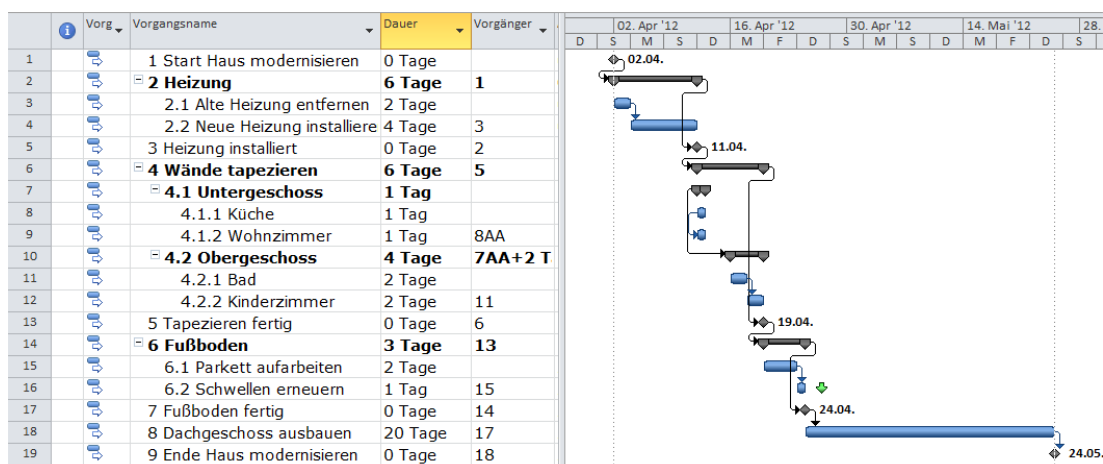 Vorg Vorgangsname Dauer Vorgänger
02. Apr '12 16. Apr '12 30. Apr '12 14. Mai '12 28.
D S M S D M F D S M S D M F D S
1 1 Start Haus modernisieren 0 Tage 02.04.
2 2 Heizung 6 Tage 1
3 2.1 Alte Heizung entfernen 2 Tage
4 2.2 Neue Heizung installiere 4 Tage 3
5 3 Heizung installiert 0 Tage 2 11.04.
6 4 Wände tapezieren 6 Tage 5
7 4.1 Untergeschoss 1 Tag
8 4.1.1 Küche 1 Tag
9 4.1.2 Wohnzimmer 1 Tag 8AA
10 4.2 Obergeschoss 4 Tage 7AA+2 T
11 4.2.1 Bad 2 Tage
12 4.2.2 Kinderzimmer 2 Tage 11
13 5 Tapezieren fertig 0 Tage 6 19.04.
14 6 Fußboden 3 Tage 13
15 6.1 Parkett aufarbeiten 2 Tage
16 6.2 Schwellen erneuern 1 Tag 15
17 7 Fußboden fertig 0 Tage 14 24.04.
18 8 Dachgeschoss ausbauen 20 Tage 17
19 9 Ende Haus modernisieren 0 Tage 18 24.05.